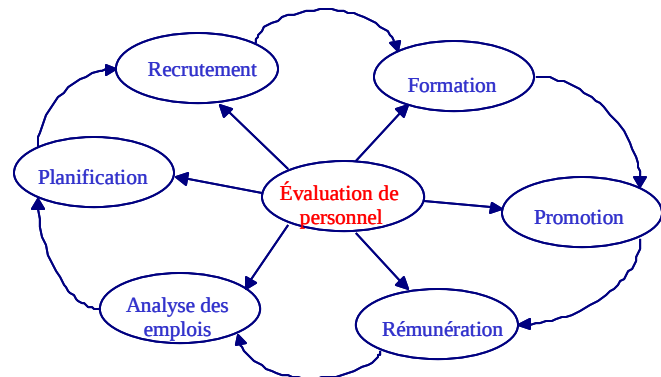 Recrutement
Formation
Planification
Évaluation de
personnel
Promotion
Analyse des
emplois
Rémunération